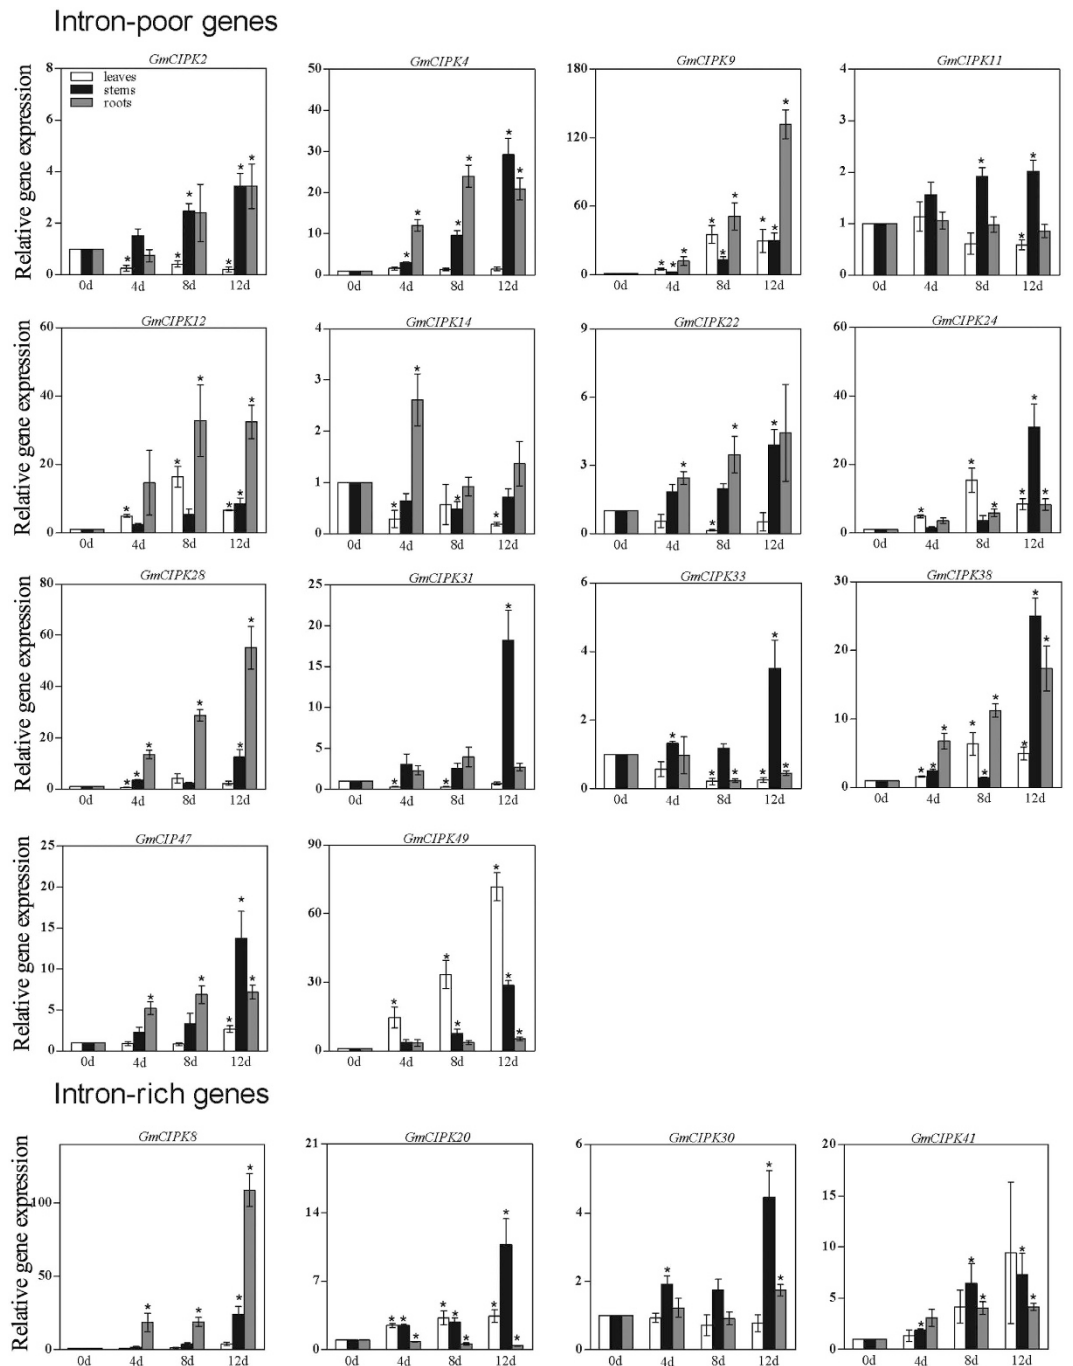 Intron-poor genes
GmCIPK2 GmCIPK4 GmCIPK9 GmCIPK11
Relative gene expression
leaves
stems
roots
8 50 180 4
6 40 120 3
4 30 60 2
2 20 0 1
0 10 0
0
* * * * * * * * * * * * * * * * * * * *
0d 4d 8d 12d 0d 4d 8d 12d 0d 4d 8d 12d 0d 4d 8d 12d
GmCIPK12 GmCIPK14 GmCIPK22 GmCIPK24
Relative gene expression
60 4 9 60
40 3 6 40
20 2 3 20
0 1 0 0
0
0d 4d 8d 12d 0d 4d 8d 12d 0d 4d 8d 12d 0d 4d 8d 12d
GmCIPK28 GmCIPK31 GmCIPK33 GmCIPK38
Relative gene expression
80 25 6 30
60 20 4 20
40 15 2 10
20 10 0 0
0 5
0
0d 4d 8d 12d 0d 4d 8d 12d 0d 4d 8d 12d 0d 4d 8d 12d
GmCIP47 GmCIPK49
Relative gene expression
25 90
20 60
15 30
10 0
5
0
0d 4d 8d 12d 0d 4d 8d 12d
Intron-rich genes
GmCIPK8 GmCIPK20 GmCIPK30 GmCIPK41
Relative gene expression
100 21 6 20
50 14 4 15
0 7 2 10
0 0 5
0
0d 4d 8d 12d 0d 4d 8d 12d 0d 4d 8d 12d 0d 4d 8d 12d